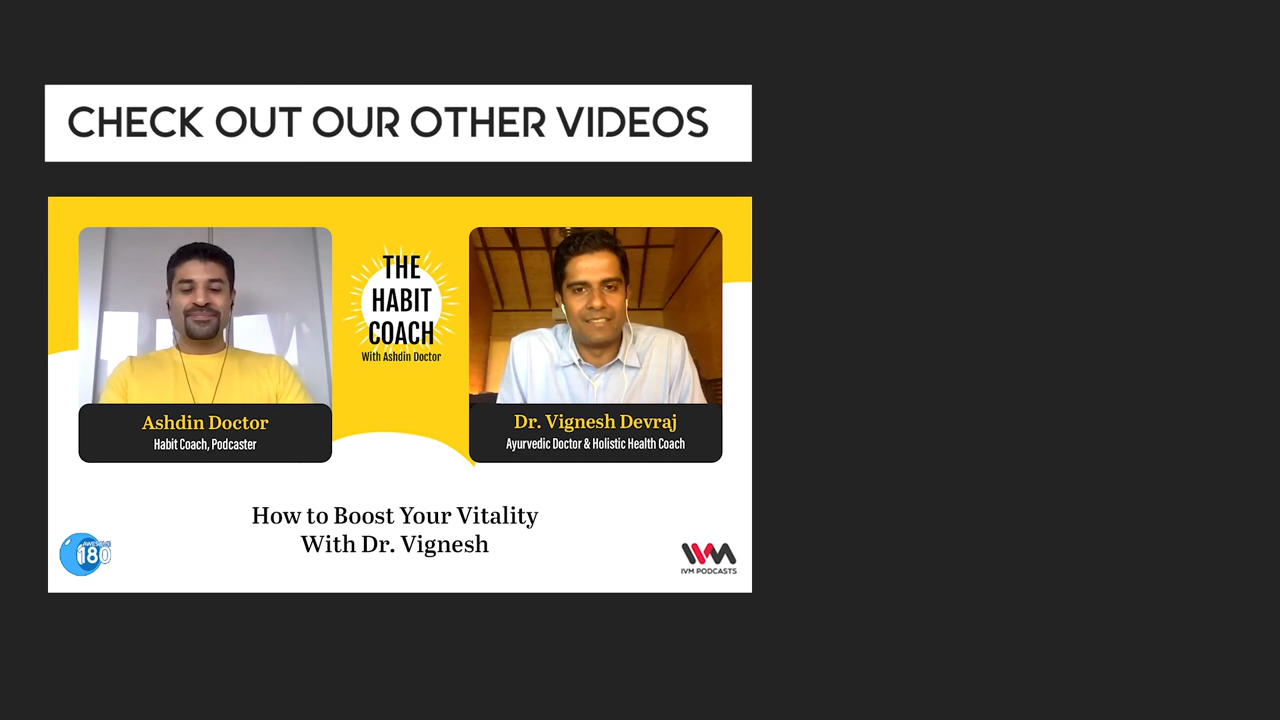 CHECK OUT OUR OTHER VIDEOS
THE
HABIT
COACH
With Ashdin Doctor
Ashdin Doctor
Habit Coach, Podcaster
Dr. Vignesh Devraj
Ayurvedic Doctor & Holistic Health Coach
How to Boost Your Vitality
With Dr. Vignesh
AWESOME
180
IVM PODCASTS